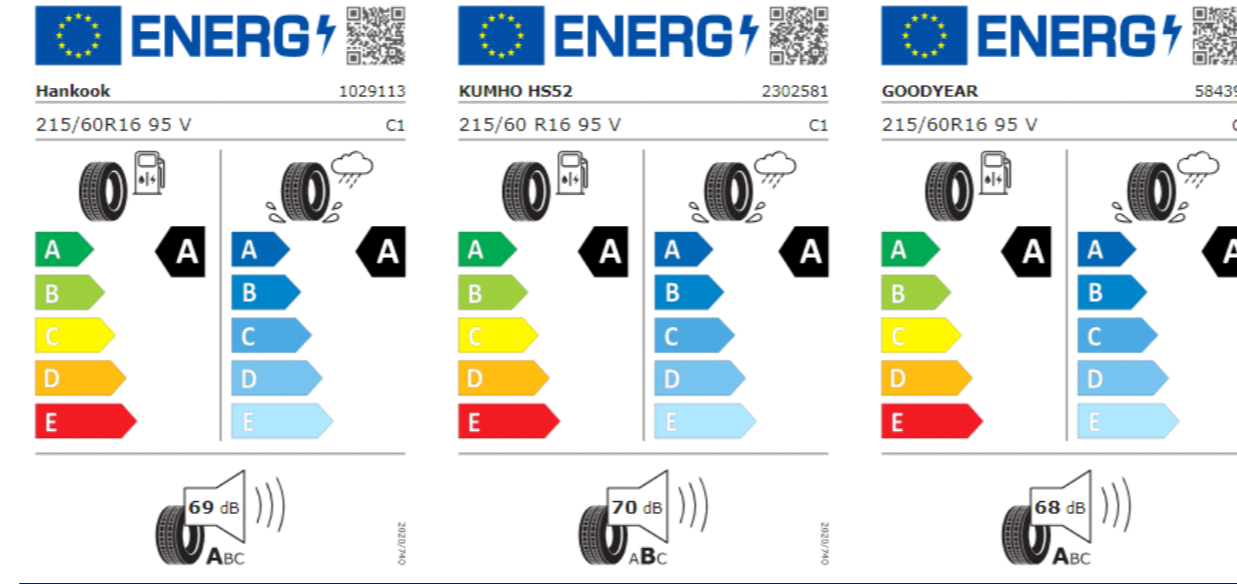 ENERG
Hankook 1029113
215/60R16 95 V C1
A A A A
B B
C C
D D
E E
69 dB
ABC
2020/740
ENERG
KUMHO HS52 2302581
215/60 R16 95 V C1
A A A A
B B
C C
D D
E E
70 dB
ABC
2020/740
ENERG
GOODYEAR 58439
215/60R16 95 V
A A A A
B B
C C
D D
E E
68 dB
ABC